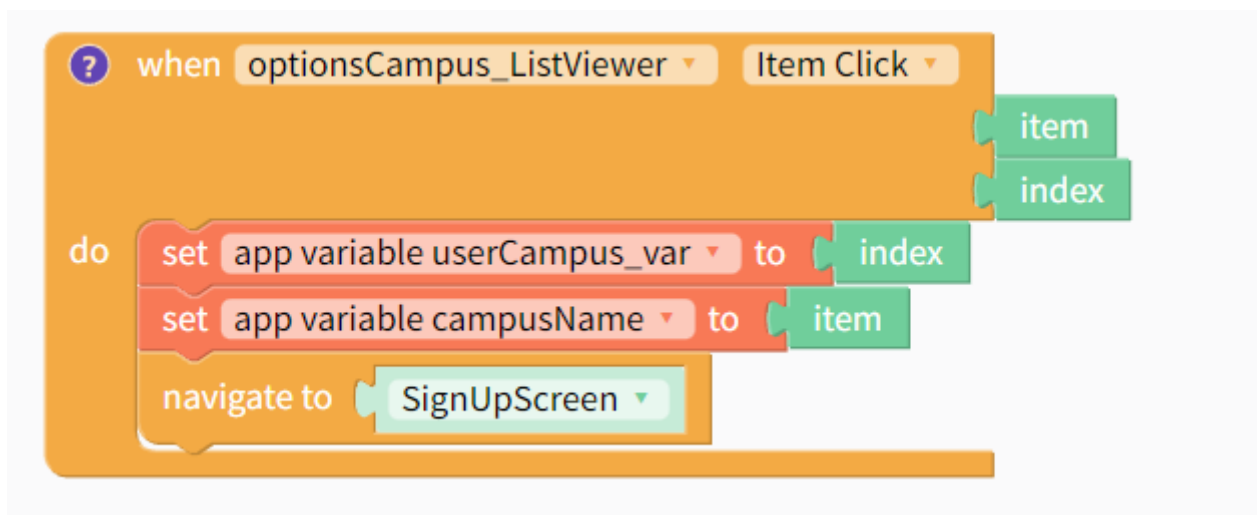 ? when optionsCampus_ListViewer Item Click
item
index
do set app variable userCampus_var to index
set app variable campusName to item
navigate to SignUpScreen